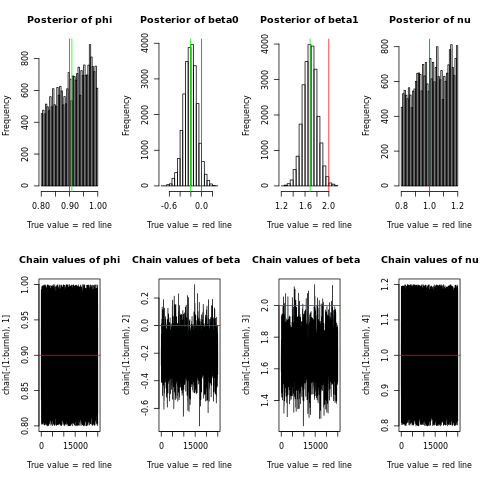 Posterior of phi
Posterior of beta0
Posterior of beta1
Posterior of nu
Frequency
0 200 400 600 800
0.80 0.90 1.00
True value = red line
Frequency
0 1000 2000 3000 4000
-0.6 0.0
True value = red line
Frequency
0 1000 2000 3000 4000
1.2 1.6 2.0
True value = red line
Frequency
0 200 400 600 800
0.8 1.0 1.2
True value = red line
Chain values of phi
Chain values of beta
Chain values of beta
Chain values of nu
chain[-(1:burnIn), 1]
0.80 0.85 0.90 0.95 1.00
0 15000
True value = red line
chain[-(1:burnIn), 2]
-0.6 -0.4 -0.2 0.0 0.2
0 15000
True value = red line
chain[-(1:burnIn), 3]
1.4 1.6 1.8 2.0
0 15000
True value = red line
chain[-(1:burnIn), 4]
0.8 0.9 1.0 1.1 1.2
0 15000
True value = red line